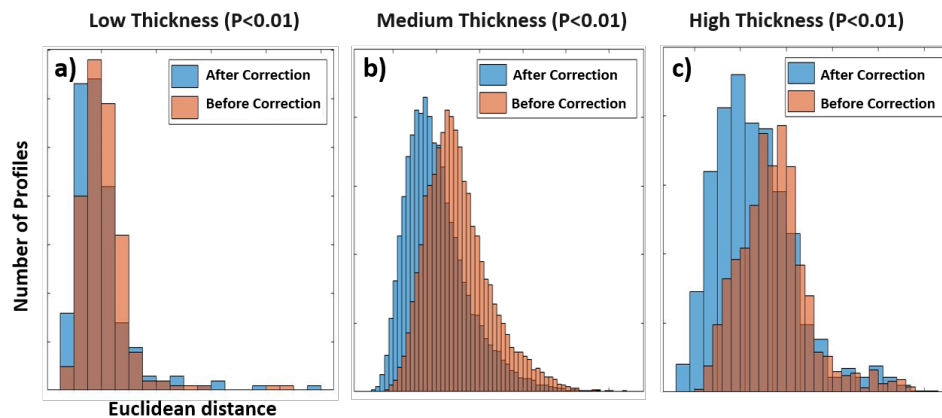 Low Thickness (P<0.01)
Medium Thickness (P<0.01)
High Thickness (P<0.01)
a)
After Correction
Before Correction
b)
After Correction
Before Correction
c)
After Correction
Before Correction
Number of Profiles
Euclidean distance